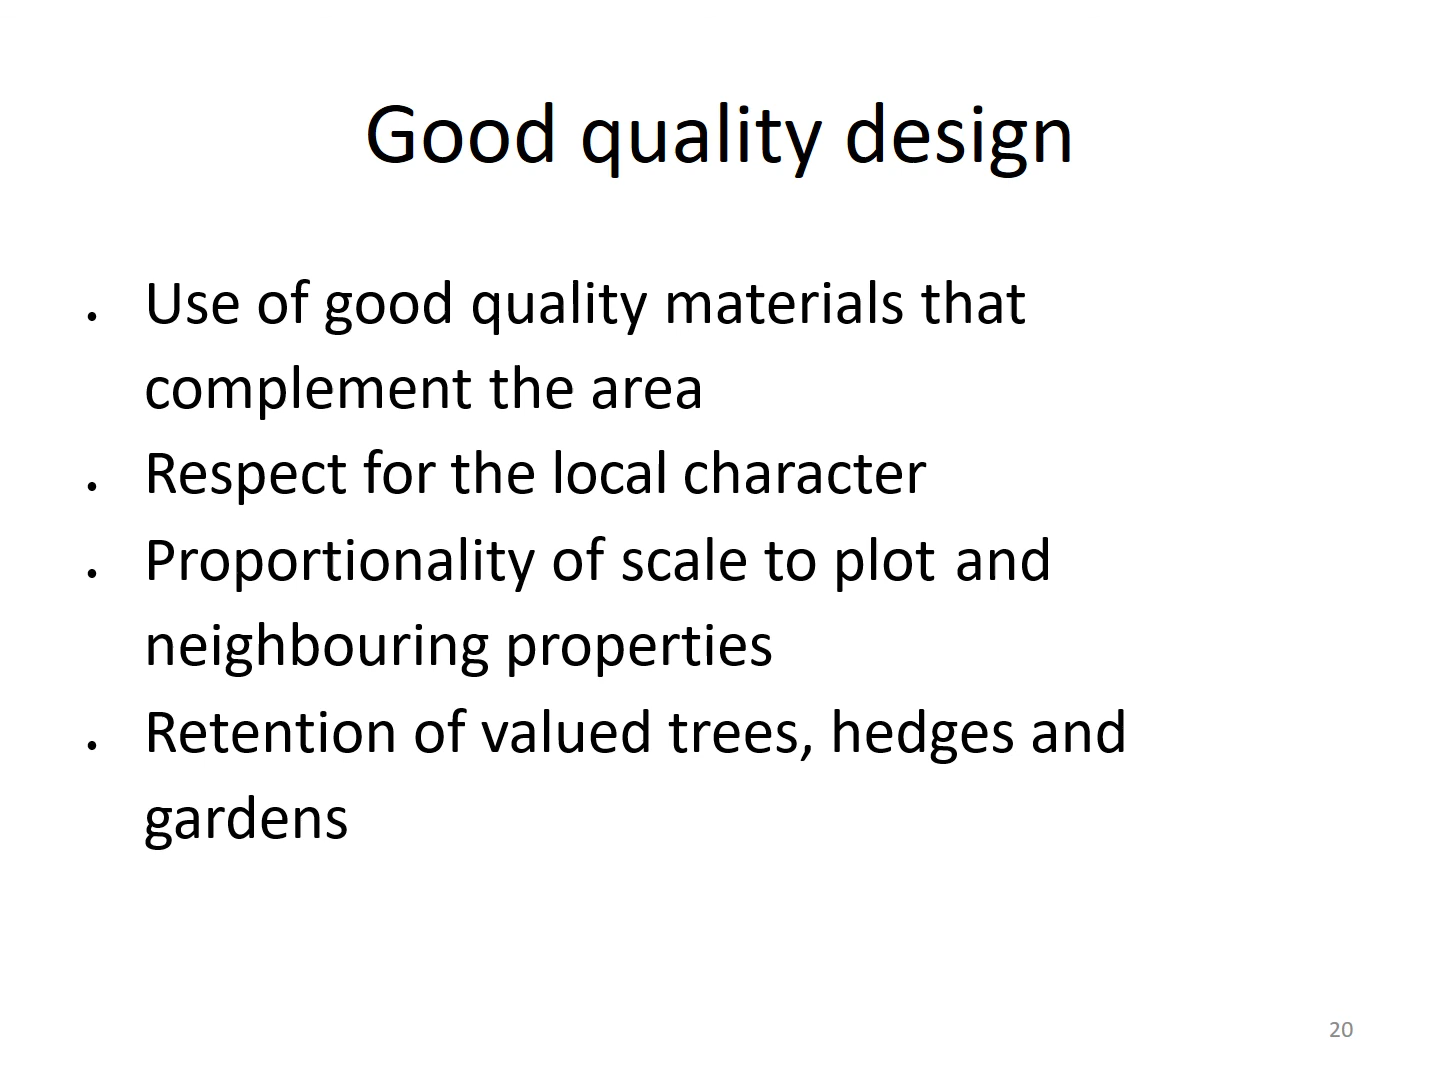 Good quality design
• Use of good quality materials that
complement the area
• Respect for the local character
• Proportionality of scale to plot and
neighbouring properties
• Retention of valued trees, hedges and
gardens
20